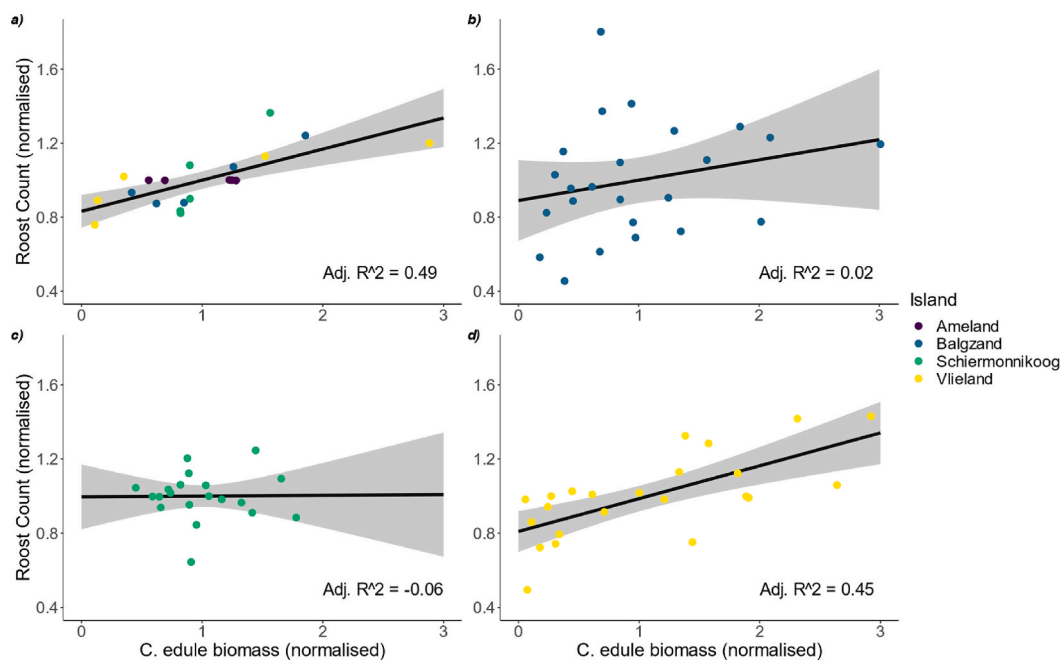 a)
b)
Roost Count (normalised)
1.6
1.2
0.8
0.4
Adj. R^2 = 0.49
0 1 2 3
1.6
1.2
0.8
0.4
Adj. R^2 = 0.02
0 1 2 3
Island
Ameland
Balgzand
Schiermonnikoog
Vlieland
c)
d)
Roost Count (normalised)
1.6
1.2
0.8
0.4
Adj. R^2 = -0.06
0 1 2 3
C. edule biomass (normalised)
1.6
1.2
0.8
0.4
Adj. R^2 = 0.45
0 1 2 3
C. edule biomass (normalised)